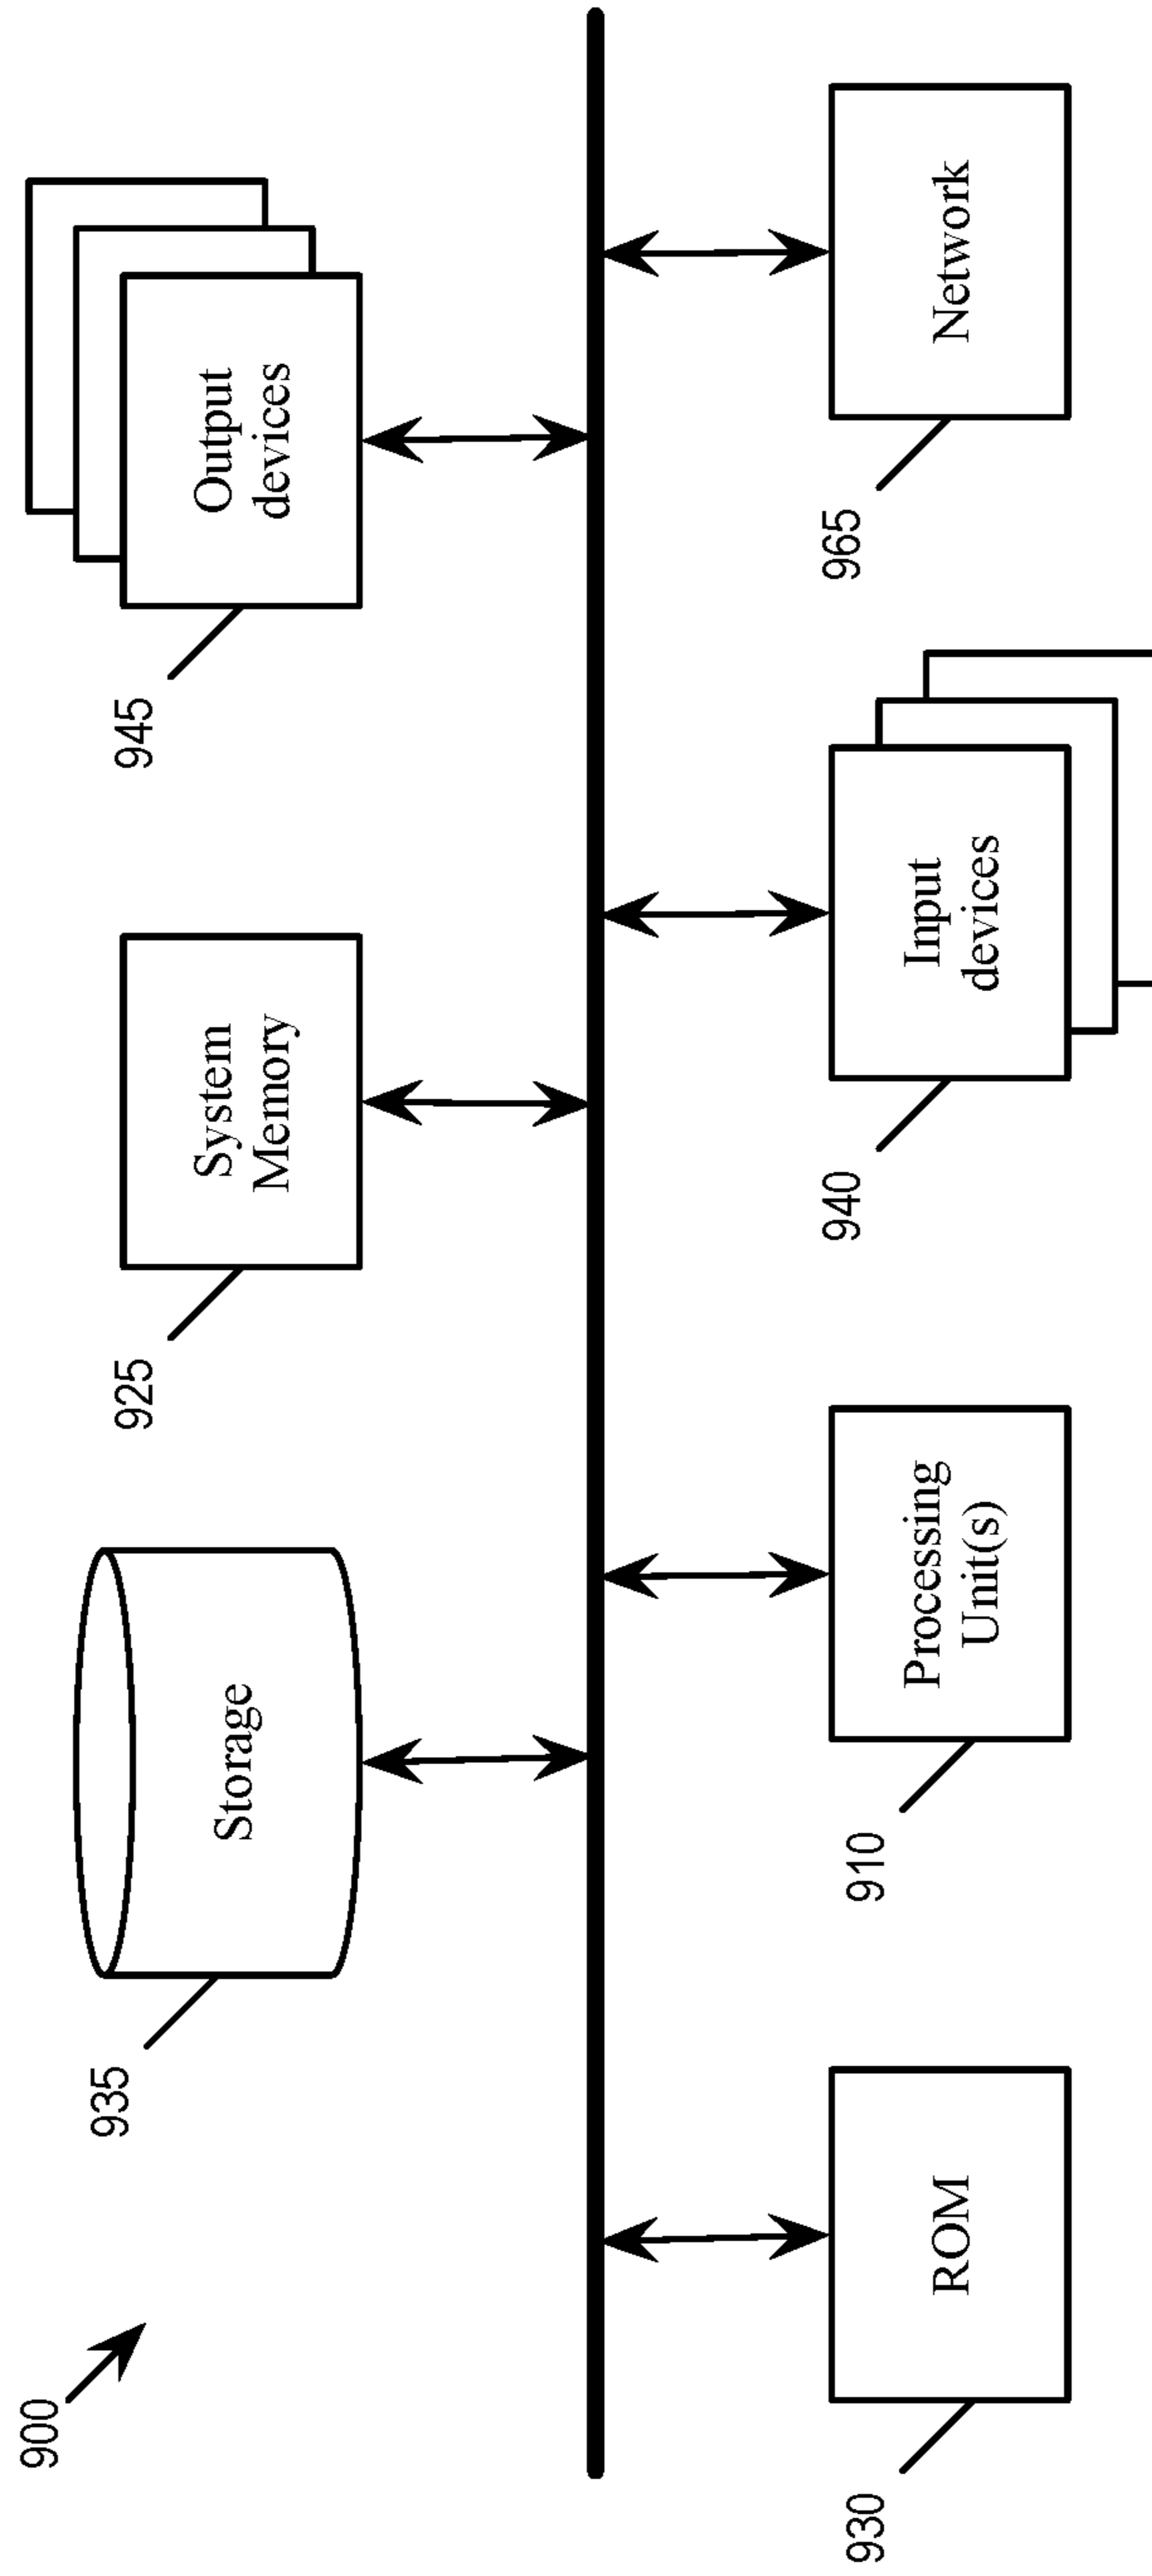 900
935
Storage
925
System
Memory
945
Output
devices
930
ROM
910
Processing
Unit(s)
940
Input
devices
965
Network